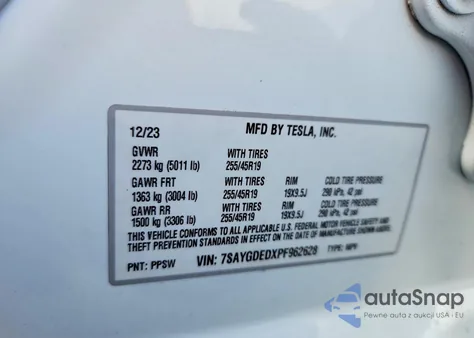 12/23 MFD BY TESLA, INC.
GVWR WITH TIRES
2273 kg (5011 lb) 255/45R19
GAWR FRT WITH TIRES RIM COLD TIRE PRESSURE
1363 kg (3004 lb) 255/45R19 19X9.5J 290 kPa, 42 psi
GAWR RR WITH TIRES RIM COLD TIRE PRESSURE
1500 kg (3306 lb) 255/45R19 19X9.5J 290 kPa, 42 psi
THIS VEHICLE CONFORMS TO ALL APPLICABLE U.S. FEDERAL MOTOR VEHICLE SAFETY AND
THEFT PREVENTION STANDARDS IN EFFECT ON THE DATE OF MANUFACTURE SHOWN ABOVE.
PNT: PPSW VIN: 7SAYGDEDXPF962628 TYPE: MPV
autoSnap
Pewne auta z aukcji USA - EU